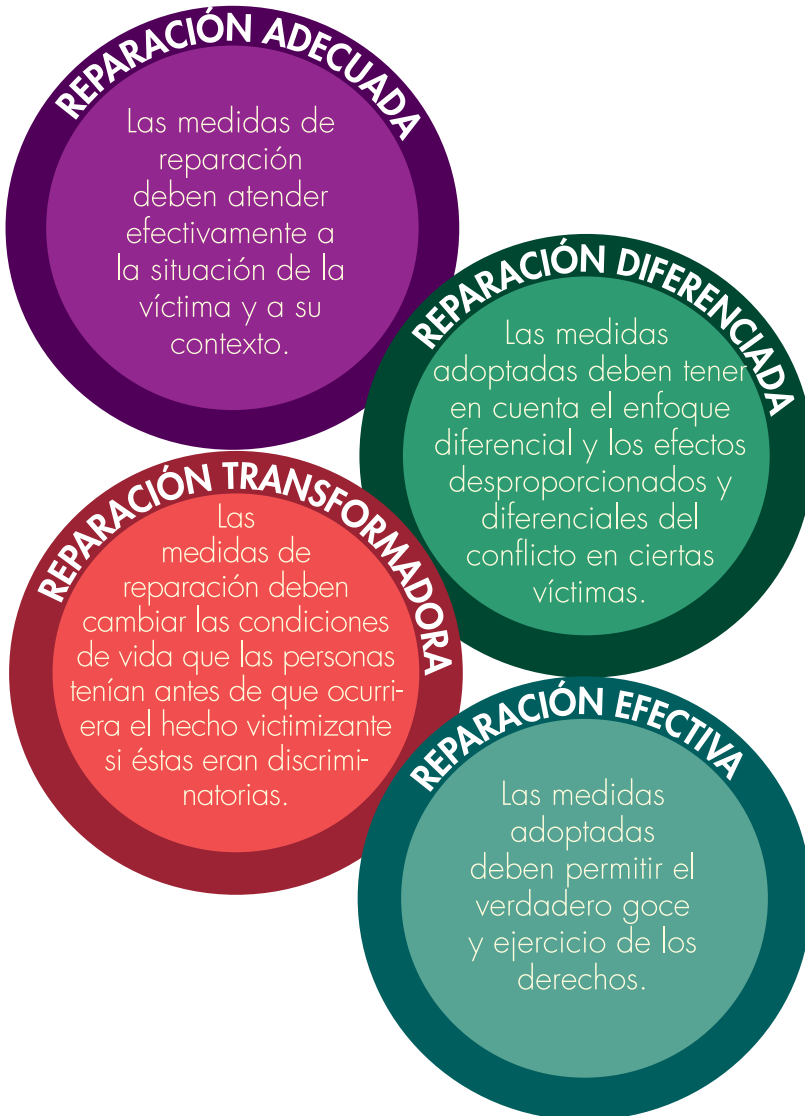 REPARACIÓN ADECUADA
Las medidas de
reparación
deben atender
efectivamente a
la situación de la
víctima y a su
contexto.
REPARACIÓN DIFERENCIADA
Las medidas
adoptadas deben tener
en cuenta el enfoque
diferencial y los efectos
desproporcionados y
diferenciales del
conflicto en ciertas
víctimas.
REPARACIÓN TRANSFORMADORA
Las
medidas de
reparación deben
cambiar las condiciones
de vida que las personas
tenían antes de que ocurri-
era el hecho victimizante
si éstas eran discrimi-
natorias.
REPARACIÓN EFECTIVA
Las medidas
adoptadas
deben permitir el
verdadero goce
y ejercicio de los
derechos.